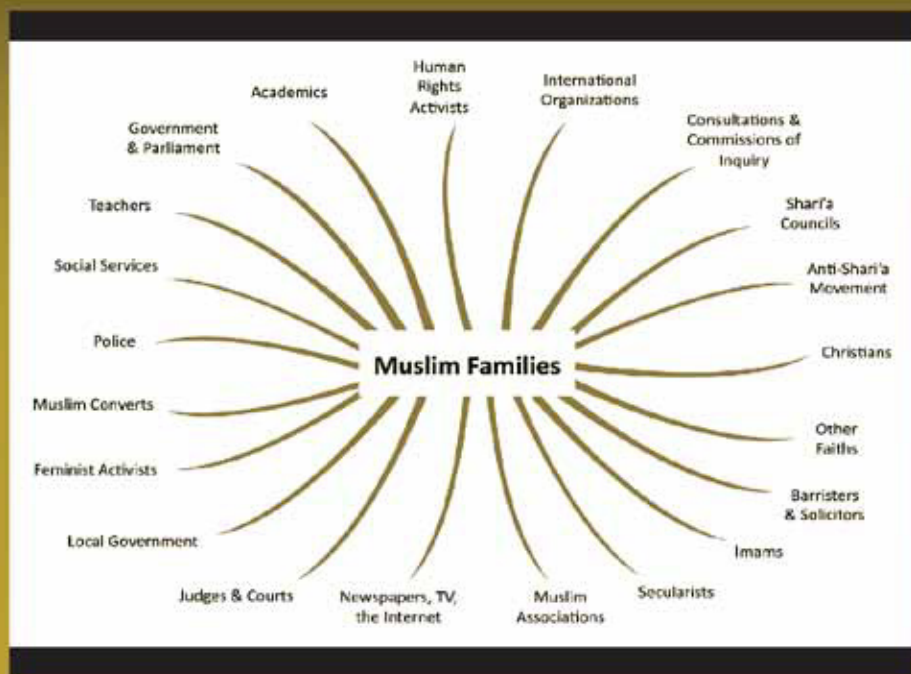 Human
Rights
Activists
International
Organizations
Academics
Consultations &
Commissions of
Inquiry
Government
& Parliament
Teachers
Shari'a
Councils
Social Services
Anti-Shari'a
Movement
Police
Christians
Muslim Families
Muslim Converts
Other
Faiths
Feminist Activists
Barristers
& Solicitors
Local Government
Imams
Judges & Courts
Newspapers, TV,
the Internet
Muslim
Associations
Secularists